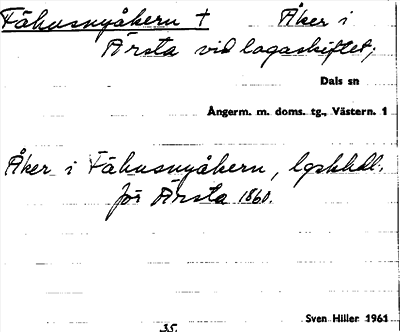 Fähusnyåkern † Åker i
Årsta vid lagaskiftet;
Dals sn
Ångerm. m. doms. tg., Västern. 1
Åker i Fähusnyåkern, lgskhdl.
för Årsta 1860.
Sven Hiller 1961
35.